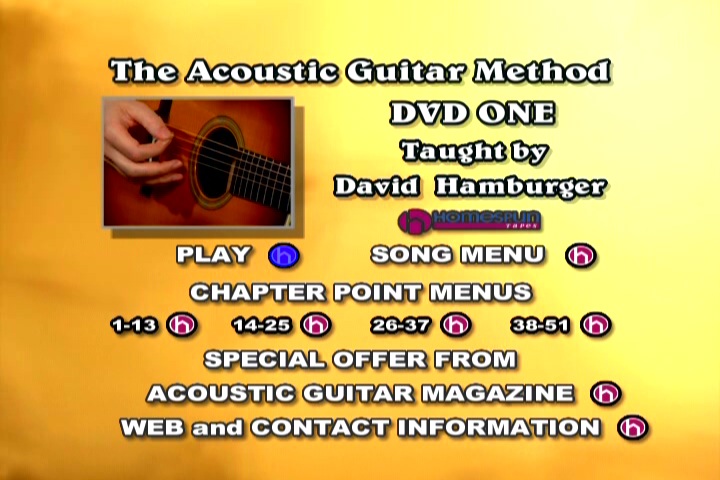 The Acoustic Guitar Method
DVD ONE
Taught by
David Hamburger
HOMESPUN
TAPES
PLAY
SONG MENU
CHAPTER POINT MENUS
1-13 14-25 26-37 38-51
SPECIAL OFFER FROM
ACOUSTIC GUITAR MAGAZINE
WEB and CONTACT INFORMATION